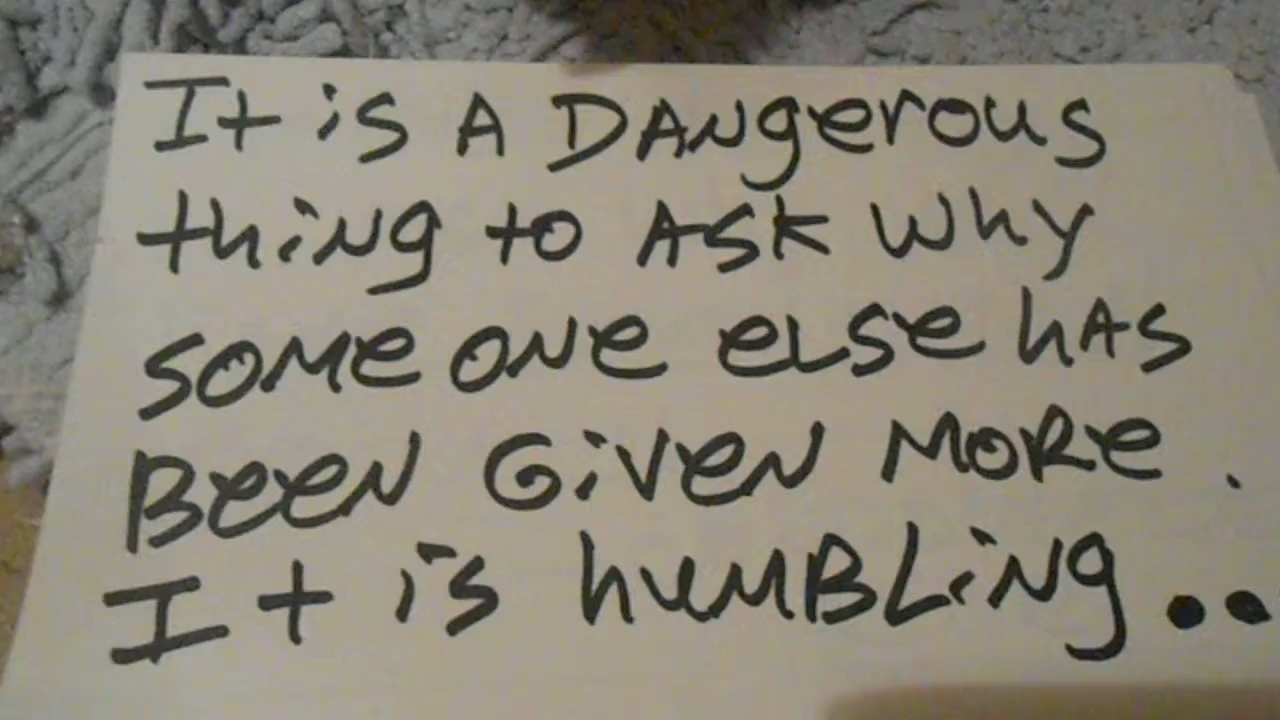 It is A DANgerous
thiNg to ASk Why
SOMe ONe eLSe hAS
BeeN GiVeN MORe.
It is huMBLiNg..